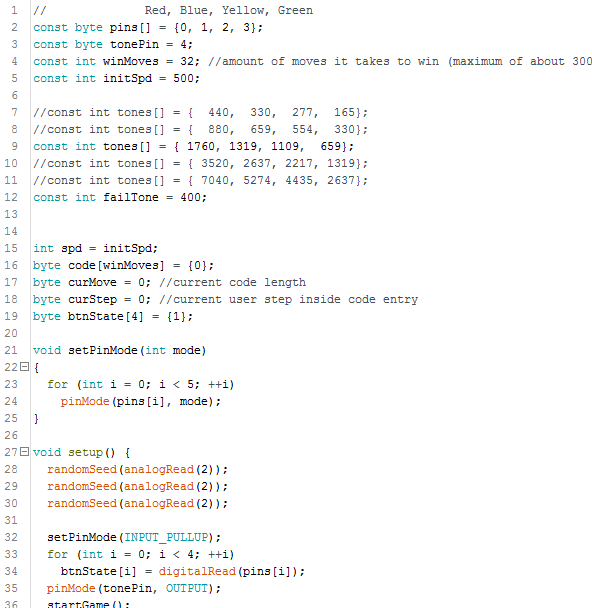 1 //              Red, Blue, Yellow, Green
2 const byte pins[] = {0, 1, 2, 3};
3 const byte tonePin = 4;
4 const int winMoves = 32; //amount of moves it takes to win (maximum of about 300
5 const int initSpd = 500;
6
7 //const int tones[] = {  440,  330,  277,  165};
8 //const int tones[] = {  880,  659,  554,  330};
9 const int tones[] = { 1760, 1319, 1109,  659};
10 //const int tones[] = { 3520, 2637, 2217, 1319};
11 //const int tones[] = { 7040, 5274, 4435, 2637};
12 const int failTone = 400;
13
14
15 int spd = initSpd;
16 byte code[winMoves] = {0};
17 byte curMove = 0; //current code length
18 byte curStep = 0; //current user step inside code entry
19 byte btnState[4] = {1};
20
21 void setPinMode(int mode)
22 {
23   for (int i = 0; i < 5; ++i)
24     pinMode(pins[i], mode);
25 }
26
27 void setup() {
28   randomSeed(analogRead(2));
29   randomSeed(analogRead(2));
30   randomSeed(analogRead(2));
31
32   setPinMode(INPUT_PULLUP);
33   for (int i = 0; i < 4; ++i)
34     btnState[i] = digitalRead(pins[i]);
35   pinMode(tonePin, OUTPUT);
36   startGame();